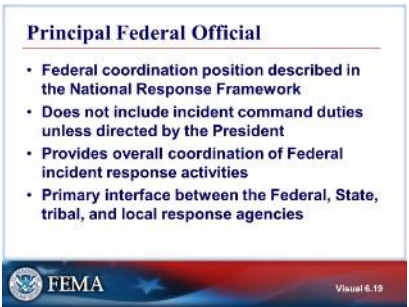 Principal Federal Official
• Federal coordination position described in
the National Response Framework
• Does not include incident command duties
unless directed by the President
• Provides overall coordination of Federal
incident response activities
• Primary interface between the Federal, State,
tribal, and local response agencies
FEMA
Visual 6.19